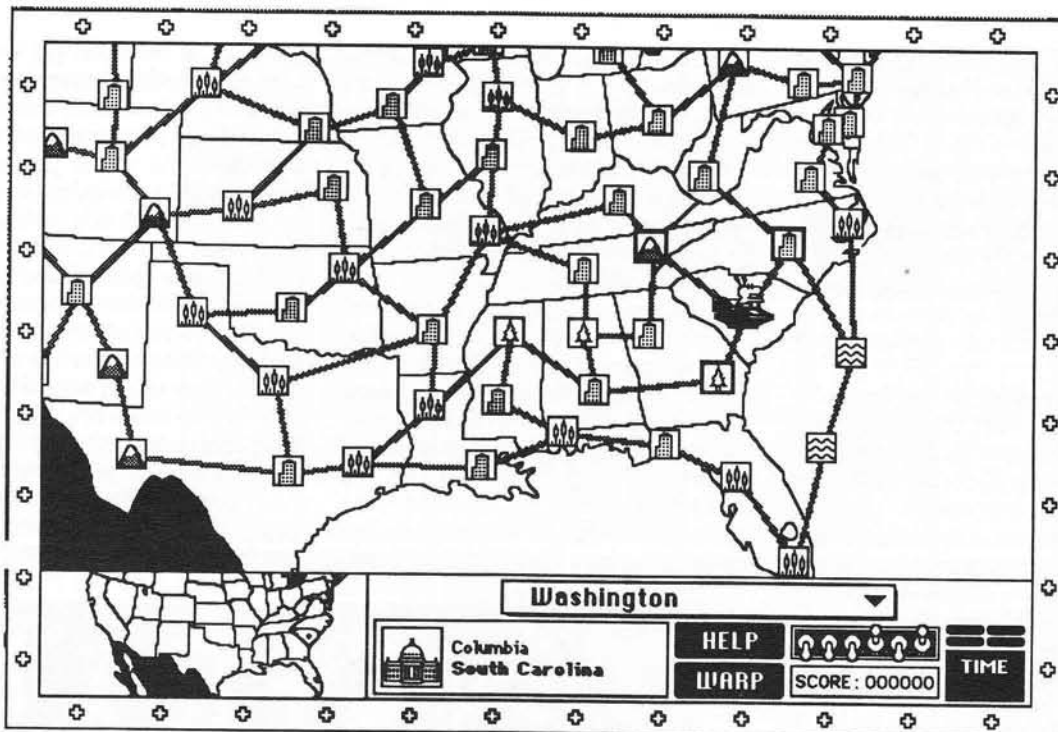 Washington
Columbia
South Carolina
HELP
WARP
SCORE: 000000
TIME